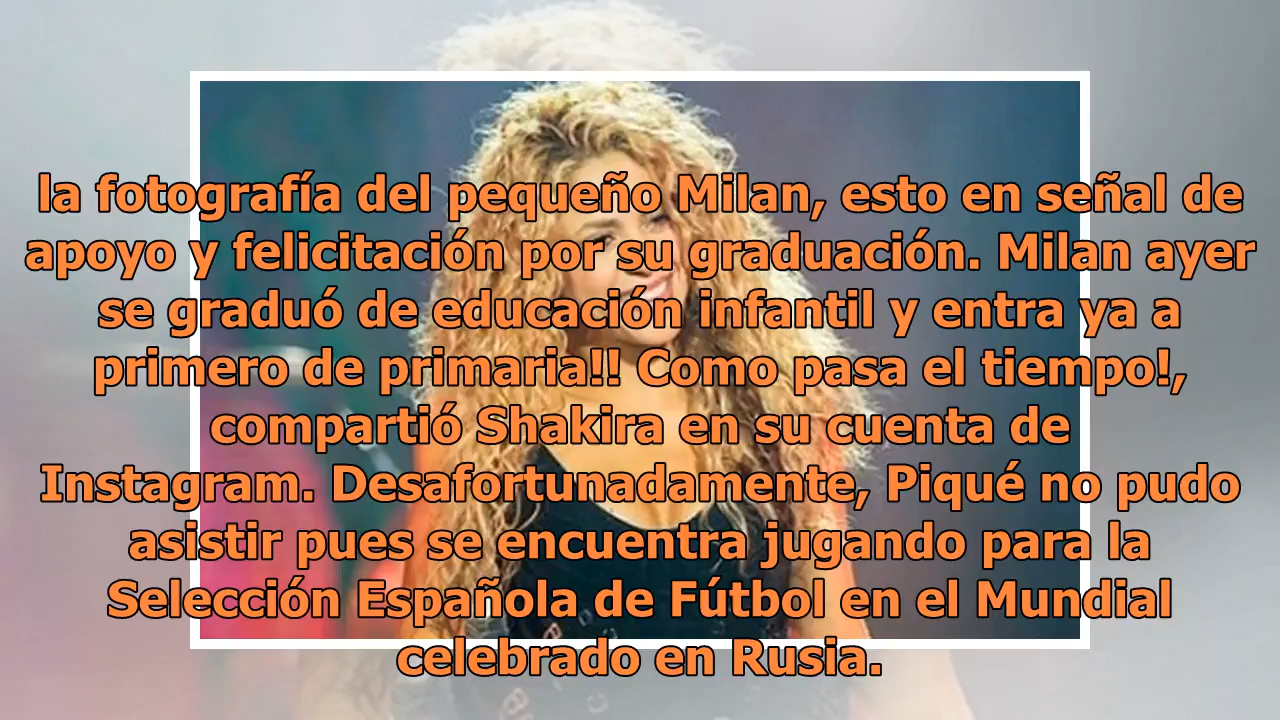 la fotografía del pequeño Milan, esto en señal de
apoyo y felicitación por su graduación. Milan ayer
se graduó de educación infantil y entra ya a
primero de primaria!! Como pasa el tiempo!,
compartió Shakira en su cuenta de
Instagram. Desafortunadamente, Piqué no pudo
asistir pues se encuentra jugando para la
Selección Española de Fútbol en el Mundial
celebrado en Rusia.